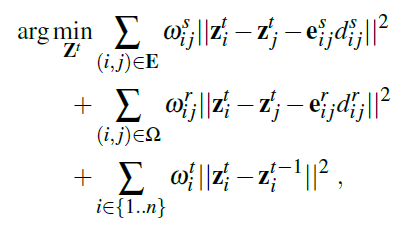 arg min_{Z^t} ∑_{(i,j)∈E} ω^s_{ij}||z^t_i − z^t_j − e^s_{ij}d^s_{ij}||²
+ ∑_{(i,j)∈Ω} ω^r_{ij}||z^t_i − z^t_j − e^r_{ij}d^r_{ij}||²
+ ∑_{i∈{1..n}} ω^t_i||z^t_i − z^{t−1}_i||² ,